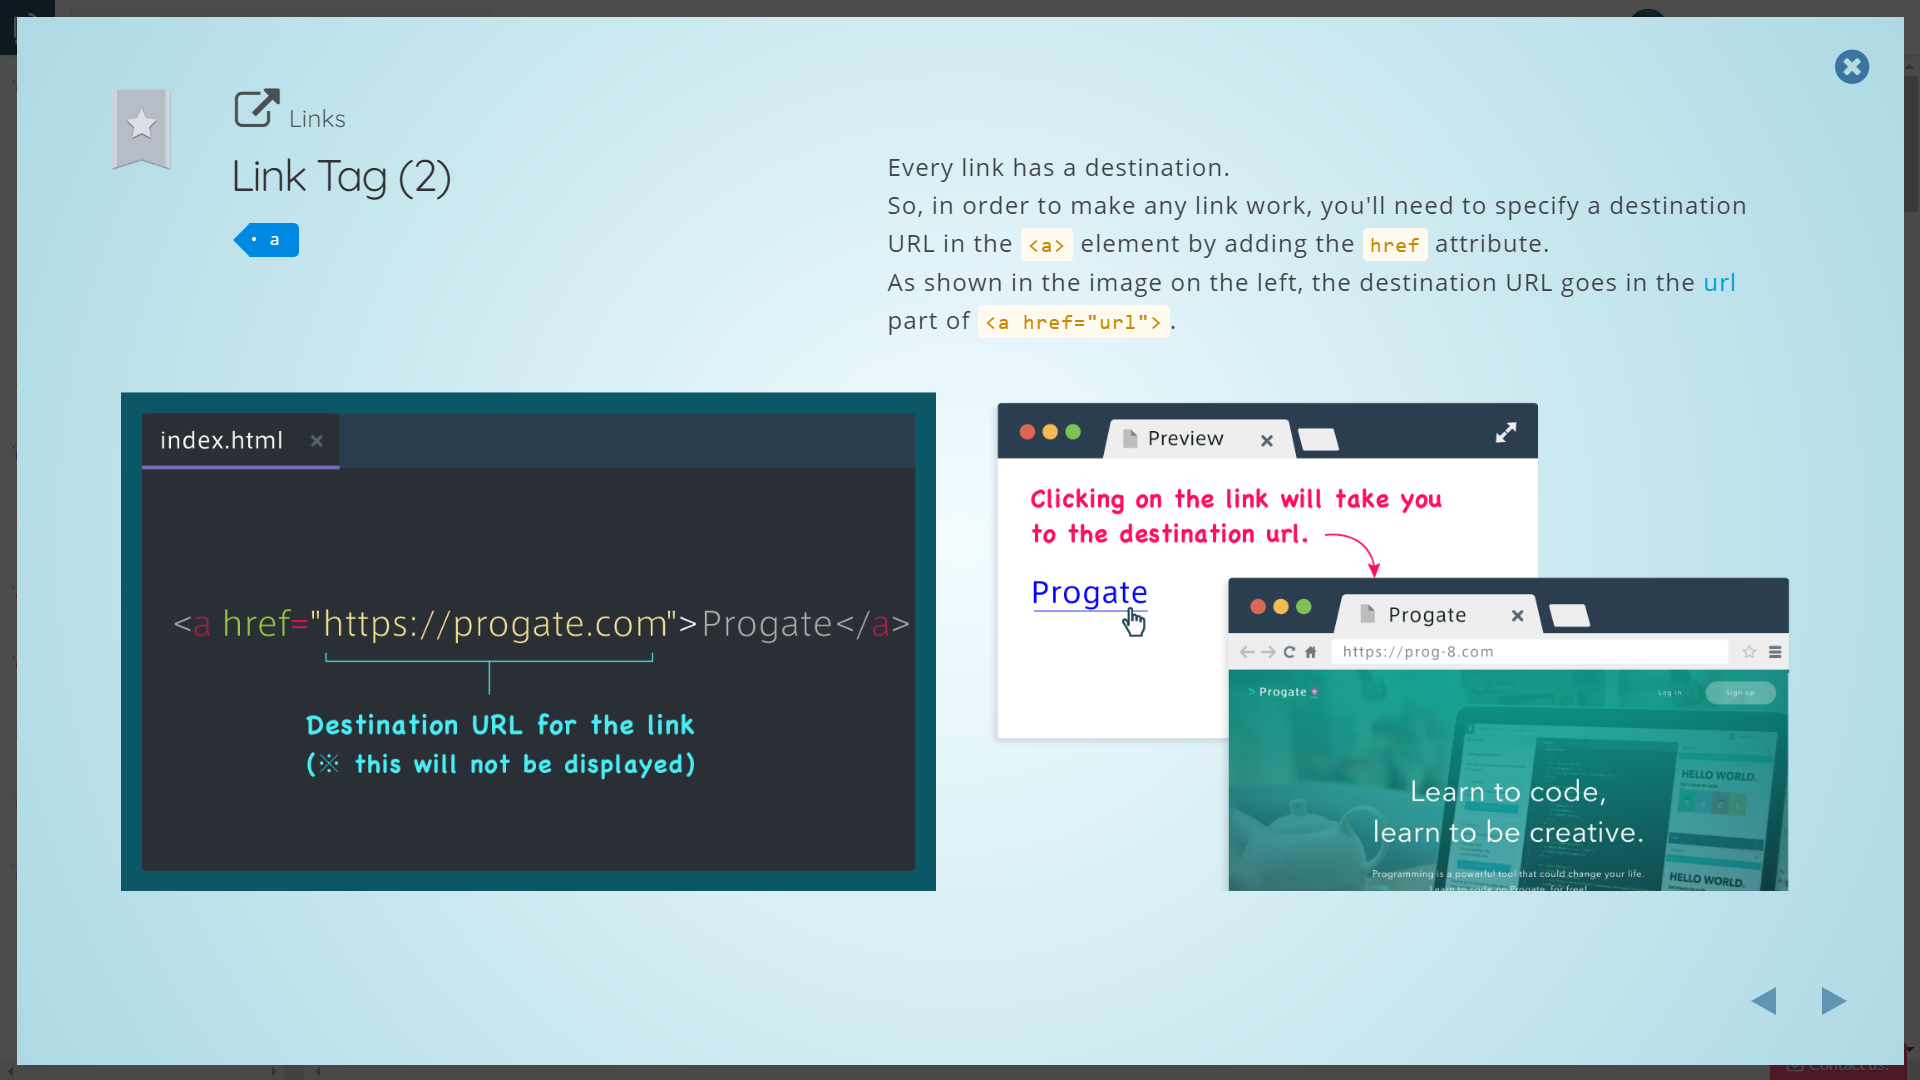 Links
Link Tag (2)
a
Every link has a destination.
So, in order to make any link work, you'll need to specify a destination
URL in the <a> element by adding the href attribute.
As shown in the image on the left, the destination URL goes in the url
part of <a href="url">.
index.html
<a href="https://progate.com">Progate</a>
Destination URL for the link
(※ this will not be displayed)
Preview
Clicking on the link will take you
to the destination url.
Progate
Progate
https://prog-8.com
> Progate
Log in
Sign up
HELLO WORLD.
Learn to code,
learn to be creative.
Programming is a powerful tool that could change your life.
Learn to code on Progate, for free!
HELLO WORLD.
Contact us!